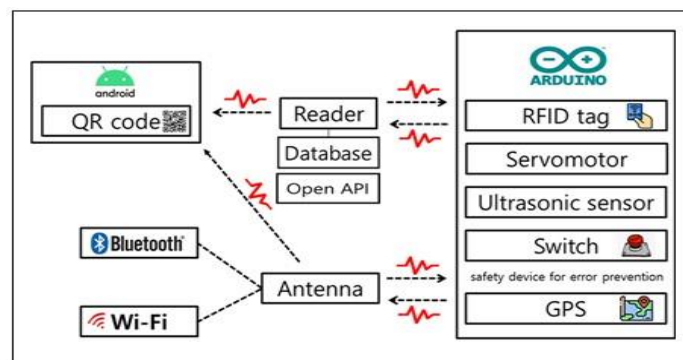 android
QR code
Reader
Database
Open API
Bluetooth®
Wi-Fi
Antenna
ARDUINO
RFID tag
Servomotor
Ultrasonic sensor
Switch
safety device for error prevention
GPS